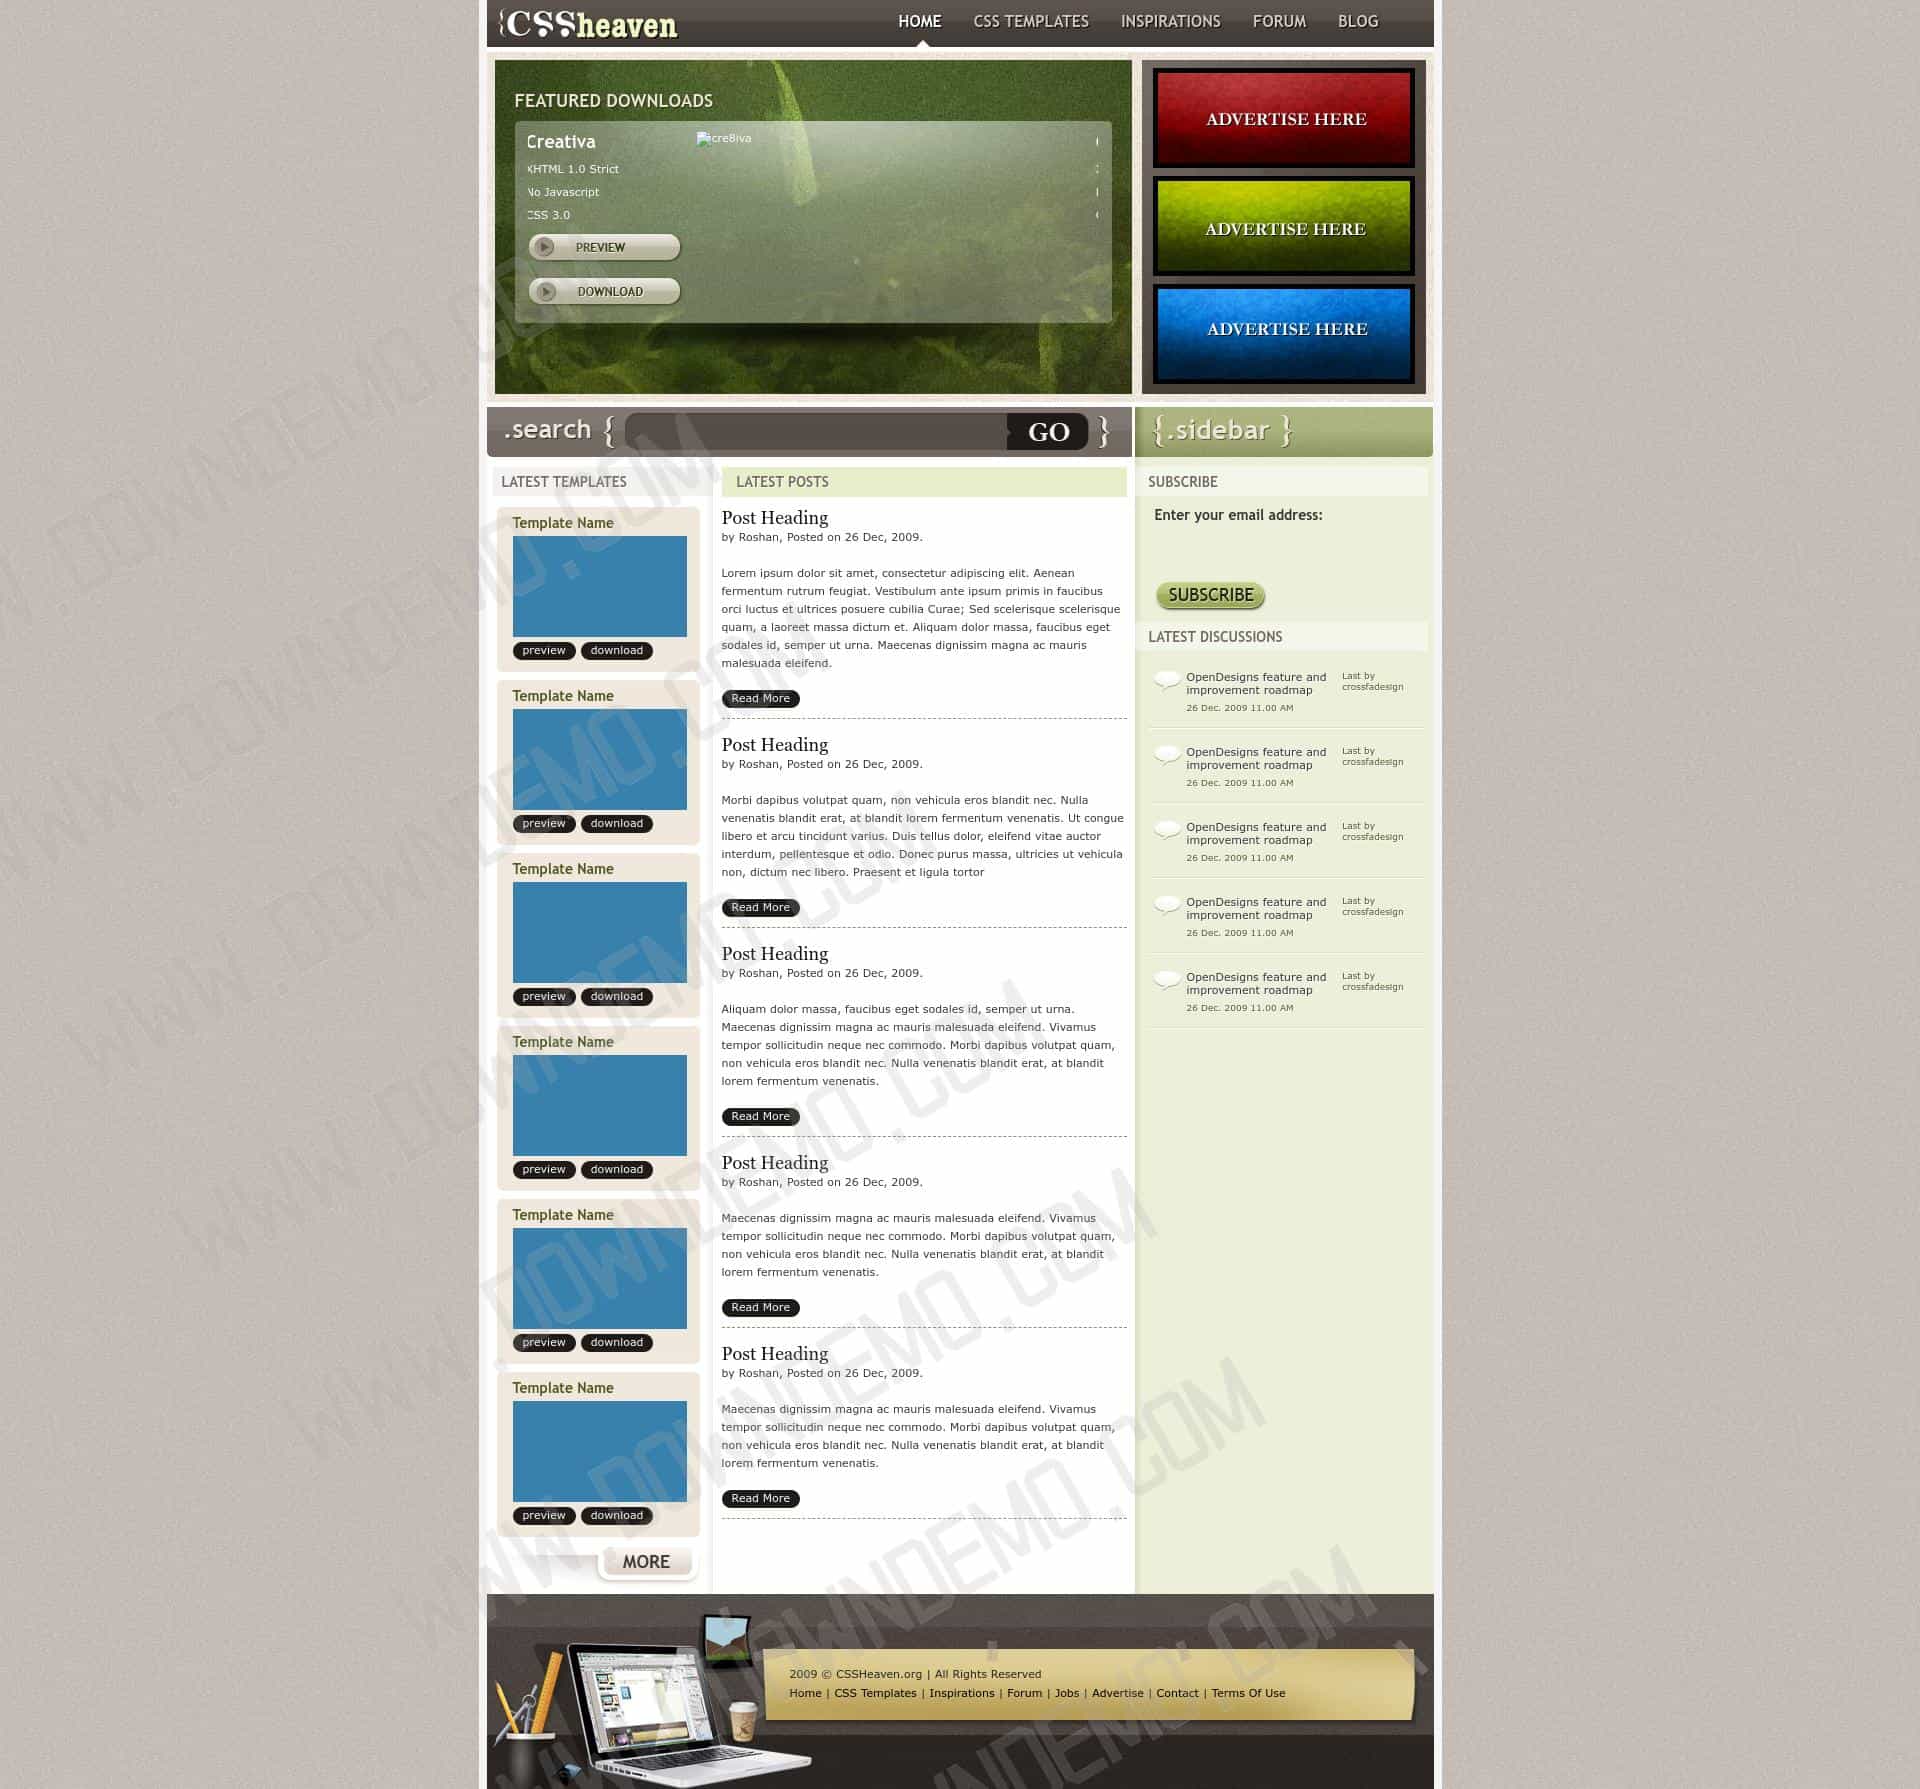 {CSSheaven
HOME CSS TEMPLATES INSPIRATIONS FORUM BLOG
FEATURED DOWNLOADS
Creativa
XHTML 1.0 Strict
No Javascript
CSS 3.0
cre8iva
PREVIEW
DOWNLOAD
ADVERTISE HERE
ADVERTISE HERE
ADVERTISE HERE
.search { GO }
{.sidebar }
LATEST TEMPLATES
Template Name
preview download
Template Name
preview download
Template Name
preview download
Template Name
preview download
Template Name
preview download
Template Name
preview download
MORE
LATEST POSTS
Post Heading
by Roshan, Posted on 26 Dec, 2009.
Lorem ipsum dolor sit amet, consectetur adipiscing elit. Aenean
fermentum rutrum feugiat. Vestibulum ante ipsum primis in faucibus
orci luctus et ultrices posuere cubilia Curae; Sed scelerisque scelerisque
quam, a laoreet massa dictum et. Aliquam dolor massa, faucibus eget
sodales id, semper ut urna. Maecenas dignissim magna ac mauris
malesuada eleifend.
Read More
Post Heading
by Roshan, Posted on 26 Dec, 2009.
Morbi dapibus volutpat quam, non vehicula eros blandit nec. Nulla
venenatis blandit erat, at blandit lorem fermentum venenatis. Ut congue
libero et arcu tincidunt varius. Duis tellus dolor, eleifend vitae auctor
interdum, pellentesque et odio. Donec purus massa, ultricies ut vehicula
non, dictum nec libero. Praesent et ligula tortor
Read More
Post Heading
by Roshan, Posted on 26 Dec, 2009.
Aliquam dolor massa, faucibus eget sodales id, semper ut urna.
Maecenas dignissim magna ac mauris malesuada eleifend. Vivamus
tempor sollicitudin neque nec commodo. Morbi dapibus volutpat quam,
non vehicula eros blandit nec. Nulla venenatis blandit erat, at blandit
lorem fermentum venenatis.
Read More
Post Heading
by Roshan, Posted on 26 Dec, 2009.
Maecenas dignissim magna ac mauris malesuada eleifend. Vivamus
tempor sollicitudin neque nec commodo. Morbi dapibus volutpat quam,
non vehicula eros blandit nec. Nulla venenatis blandit erat, at blandit
lorem fermentum venenatis.
Read More
Post Heading
by Roshan, Posted on 26 Dec, 2009.
Maecenas dignissim magna ac mauris malesuada eleifend. Vivamus
tempor sollicitudin neque nec commodo. Morbi dapibus volutpat quam,
non vehicula eros blandit nec. Nulla venenatis blandit erat, at blandit
lorem fermentum venenatis.
Read More
SUBSCRIBE
Enter your email address:
SUBSCRIBE
LATEST DISCUSSIONS
OpenDesigns feature and
improvement roadmap
26 Dec. 2009 11.00 AM
Last by
crossfadesign
OpenDesigns feature and
improvement roadmap
26 Dec. 2009 11.00 AM
Last by
crossfadesign
OpenDesigns feature and
improvement roadmap
26 Dec. 2009 11.00 AM
Last by
crossfadesign
OpenDesigns feature and
improvement roadmap
26 Dec. 2009 11.00 AM
Last by
crossfadesign
OpenDesigns feature and
improvement roadmap
26 Dec. 2009 11.00 AM
Last by
crossfadesign
2009 © CSSHeaven.org | All Rights Reserved
Home | CSS Templates | Inspirations | Forum | Jobs | Advertise | Contact | Terms Of Use
WWW.DOWNDEMO.COM
WWW.DOWNDEMO.COM
WWW.DOWNDEMO.COM
WWW.DOWNDEMO.COM
WWW.DOWNDEMO.COM
WWW.DOWNDEMO.COM
WWW.DOWNDEMO.COM
WWW.DOWNDEMO.COM